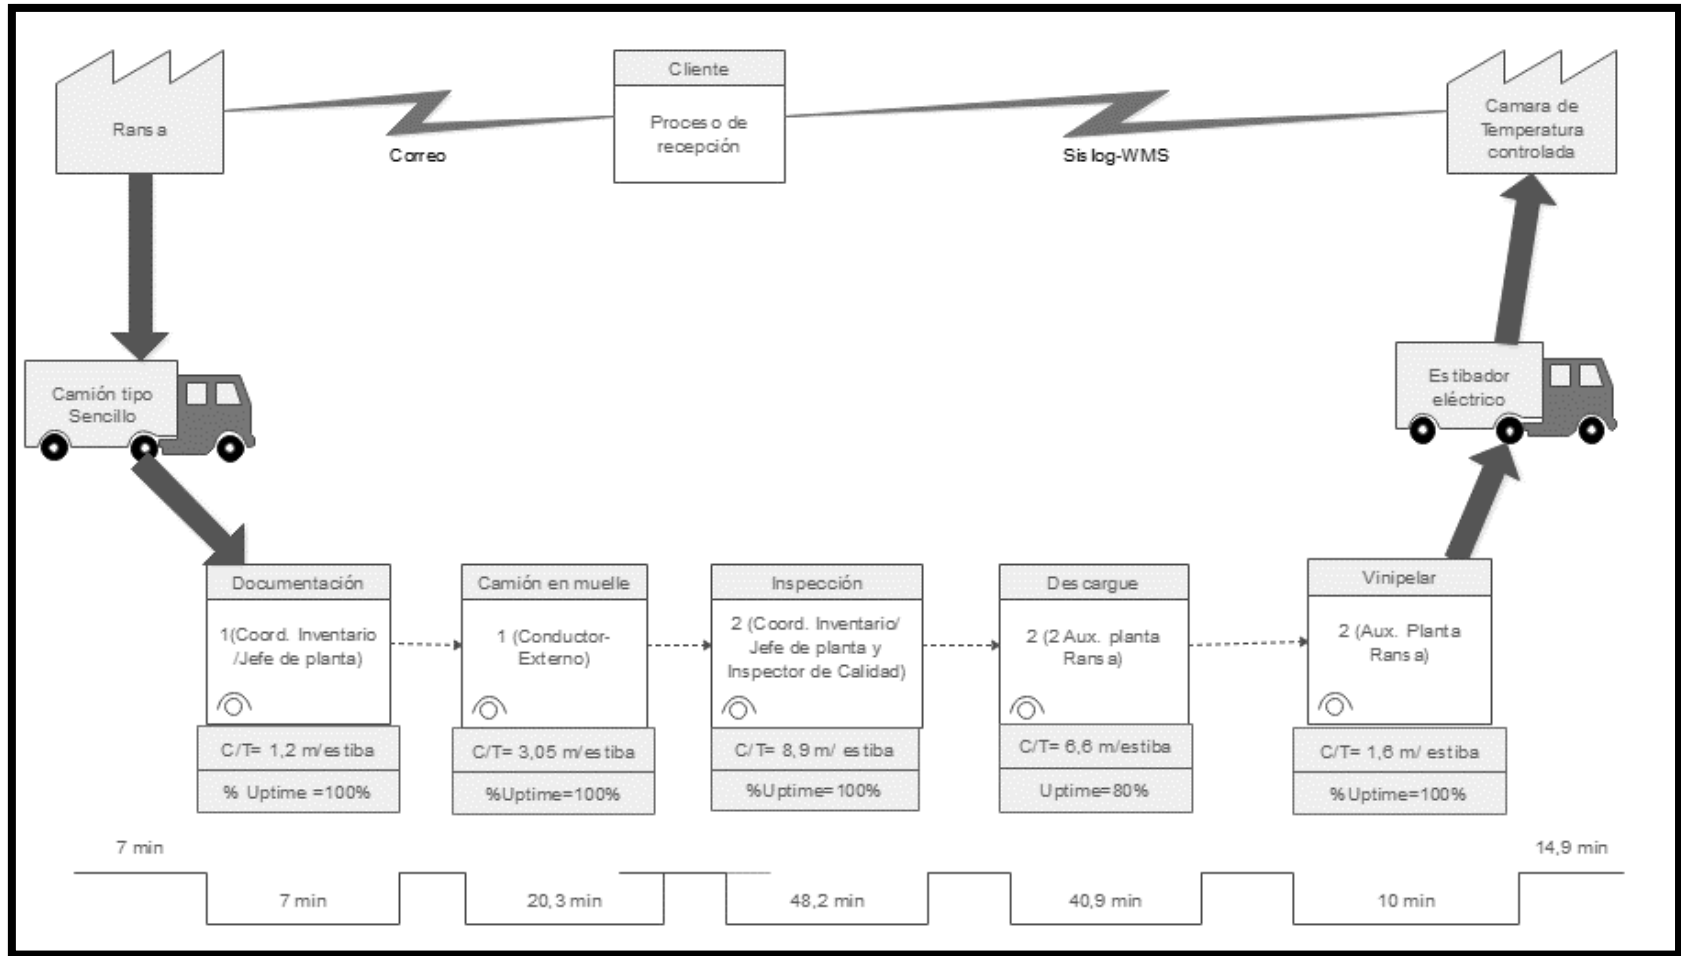 Ransa
Correo
Cliente
Proceso de
recepción
Sislog-WMS
Camara de
Temperatura
controlada
Camión tipo
Sencillo
Estibador
eléctrico
Documentación
1(Coord. Inventario
/Jefe de planta)
C/T= 1,2 m/estiba
% Uptime =100%
Camión en muelle
1 (Conductor-
Externo)
C/T= 3,05 m/estiba
%Uptime=100%
Inspección
2 (Coord. Inventario/
Jefe de planta y
Inspector de Calidad)
C/T= 8,9 m/ estiba
%Uptime=100%
Descargue
2 (2 Aux. planta
Ransa)
C/T= 6,6 m/estiba
Uptime=80%
Vinipelar
2 (Aux. Planta
Ransa)
C/T= 1,6 m/ estiba
%Uptime=100%
7 min
7 min
20,3 min
48,2 min
40,9 min
10 min
14,9 min